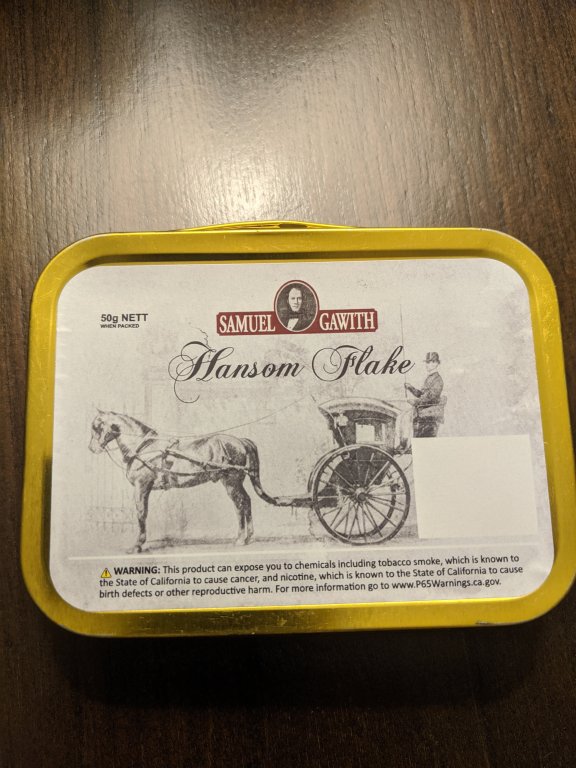 50g NETT
WHEN PACKED
SAMUEL GAWITH
Hansom Flake
⚠ WARNING: This product can expose you to chemicals including tobacco smoke, which is known to
the State of California to cause cancer, and nicotine, which is known to the State of California to cause
birth defects or other reproductive harm. For more information go to www.P65Warnings.ca.gov.